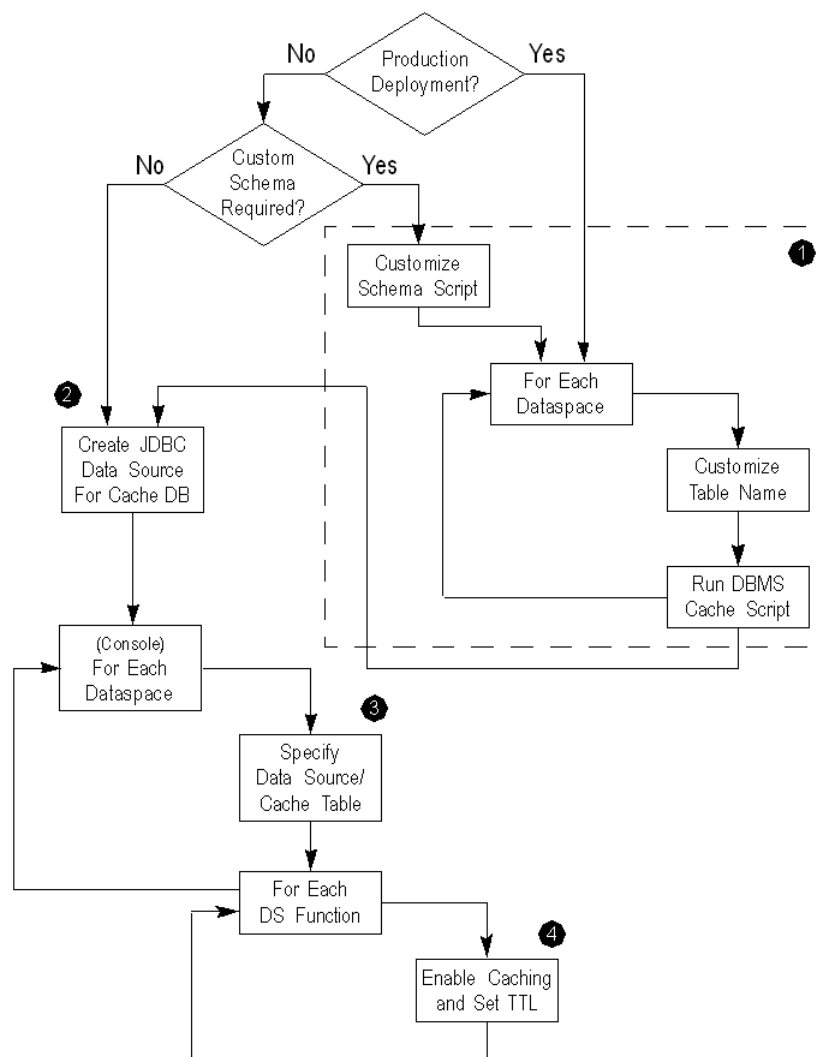 Production
Deployment?
No
Yes
Custom
Schema
Required?
No
Yes
1
Customize
Schema Script
For Each
Dataspace
2
Create JDBC
Data Source
For Cache DB
Customize
Table Name
Run DBMS
Cache Script
(Console)
For Each
Dataspace
3
Specify
Data Source/
Cache Table
For Each
DS Function
4
Enable Caching
and Set TTL